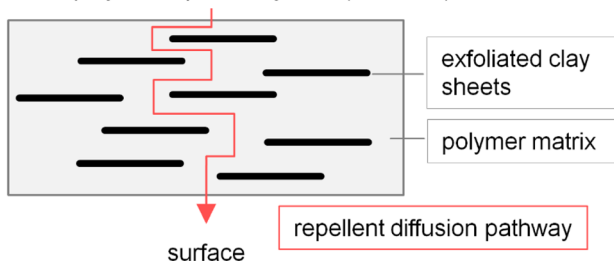 exfoliated clay
sheets
polymer matrix
repellent diffusion pathway
surface